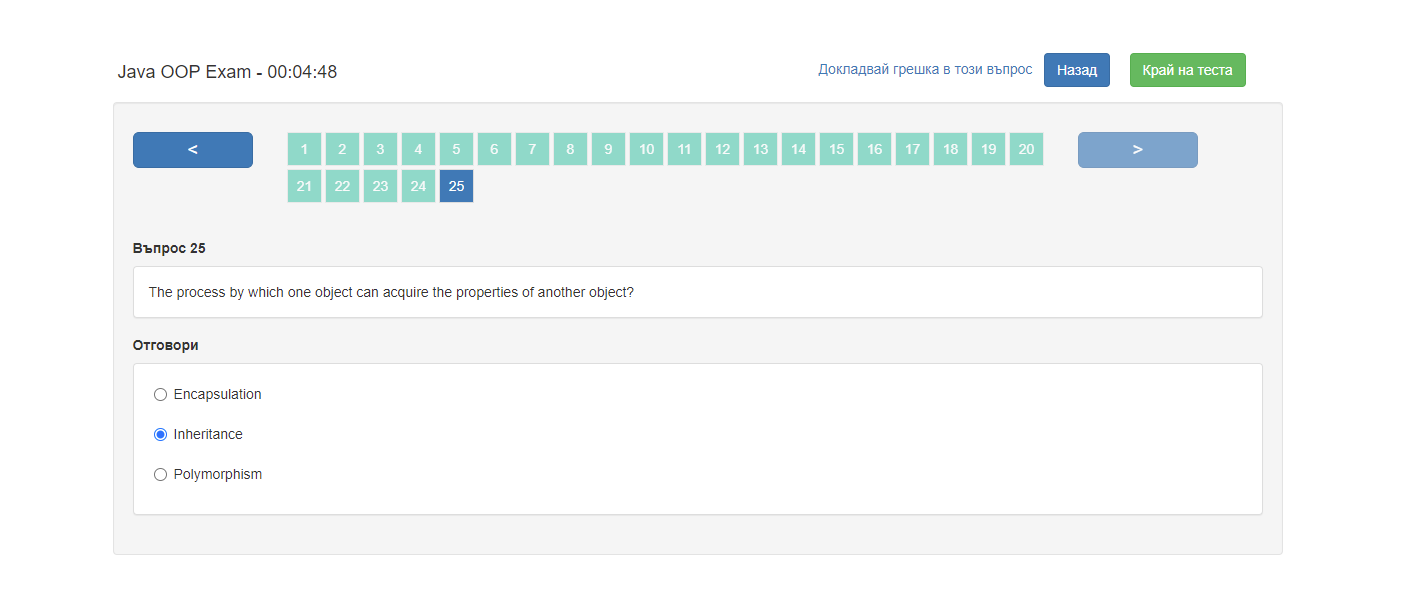 Java OOP Exam - 00:04:48
Докладвай грешка в този въпрос
Назад
Край на теста
<
1 2 3 4 5 6 7 8 9 10 11 12 13 14 15 16 17 18 19 20
>
21 22 23 24 25
Въпрос 25
The process by which one object can acquire the properties of another object?
Отговори
Encapsulation
Inheritance
Polymorphism